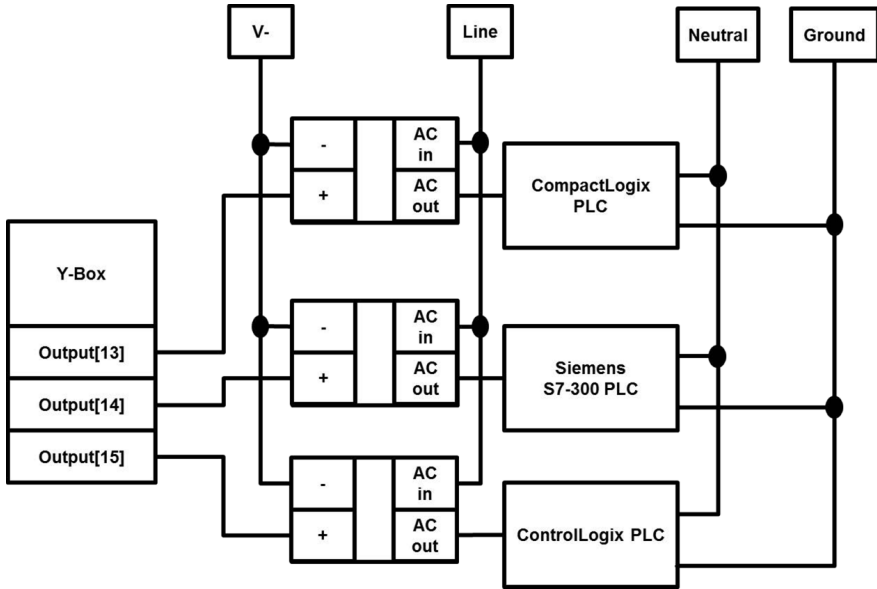 V-
Line
Neutral
Ground
-
AC
in
+
AC
out
CompactLogix
PLC
Y-Box
Output[13]
Output[14]
Output[15]
-
AC
in
+
AC
out
Siemens
S7-300 PLC
-
AC
in
+
AC
out
ControlLogix PLC